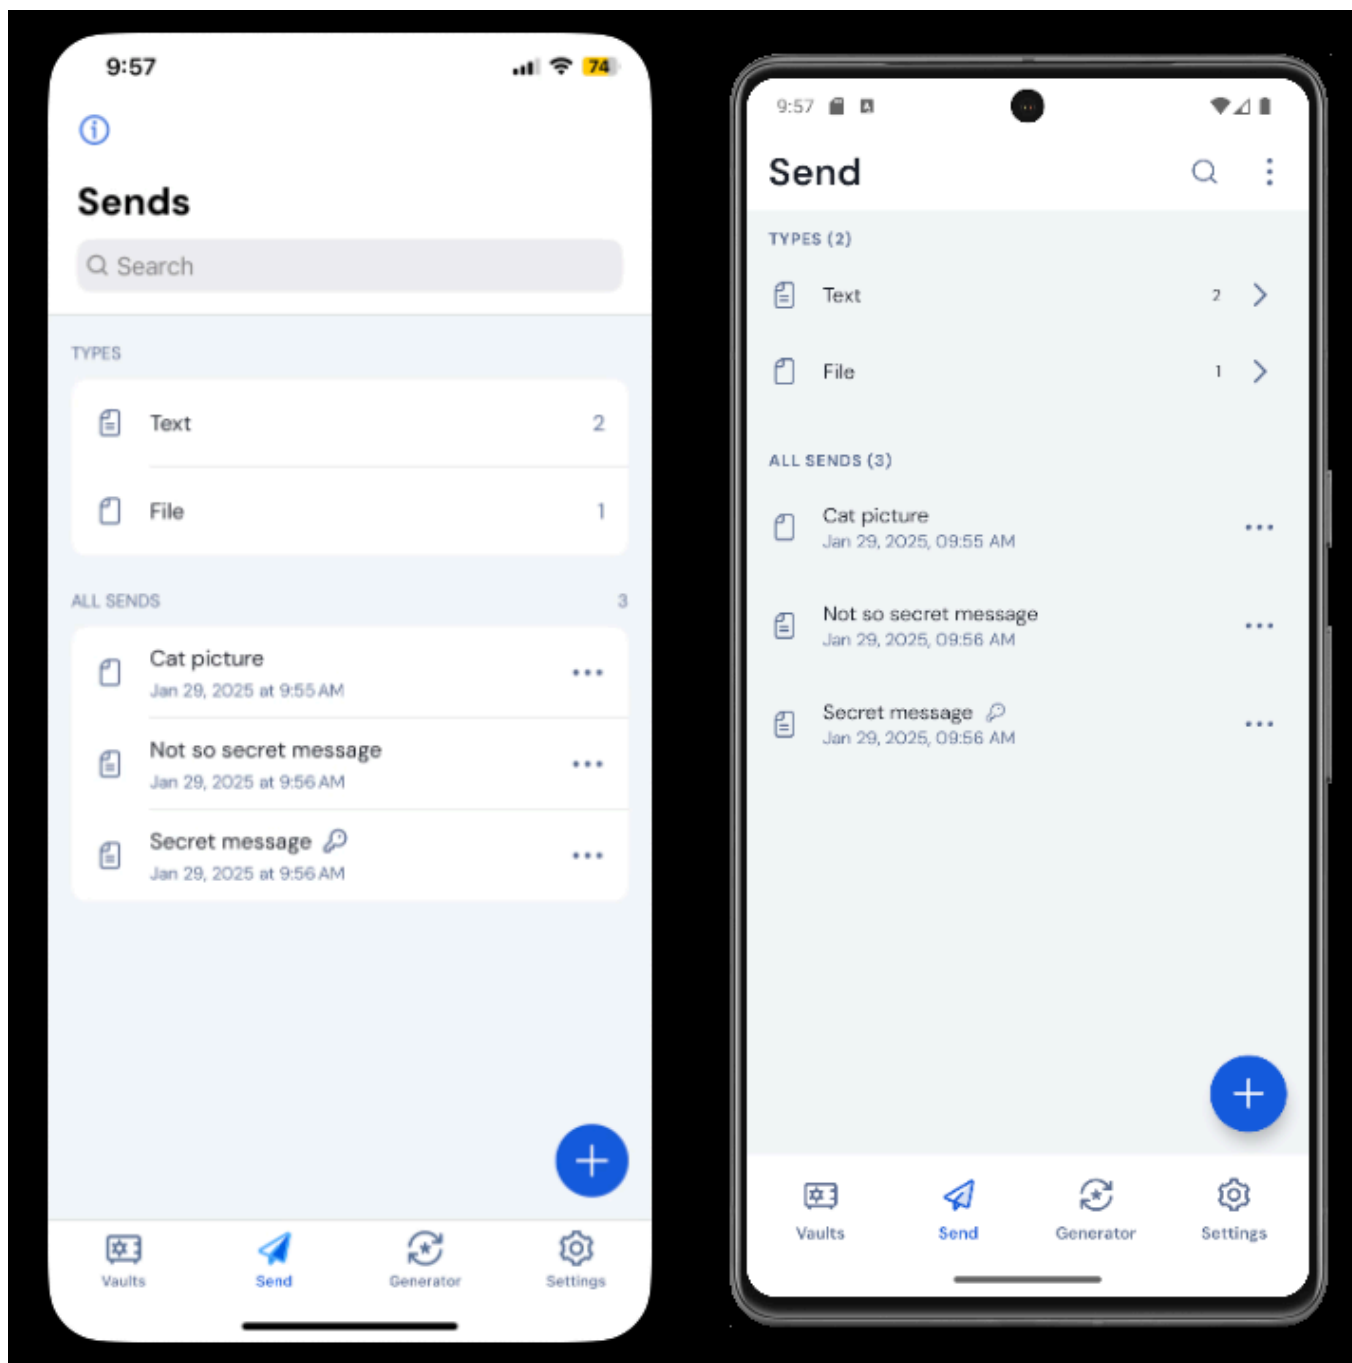 9:57
74
Sends
Search
TYPES
Text 2
File 1
ALL SENDS 3
Cat picture
Jan 29, 2025 at 9:55 AM
Not so secret message
Jan 29, 2025 at 9:56 AM
Secret message
Jan 29, 2025 at 9:56 AM
Vaults Send Generator Settings
9:57
Send
TYPES (2)
Text 2
File 1
ALL SENDS (3)
Cat picture
Jan 29, 2025, 09:55 AM
Not so secret message
Jan 29, 2025, 09:56 AM
Secret message
Jan 29, 2025, 09:56 AM
Vaults Send Generator Settings